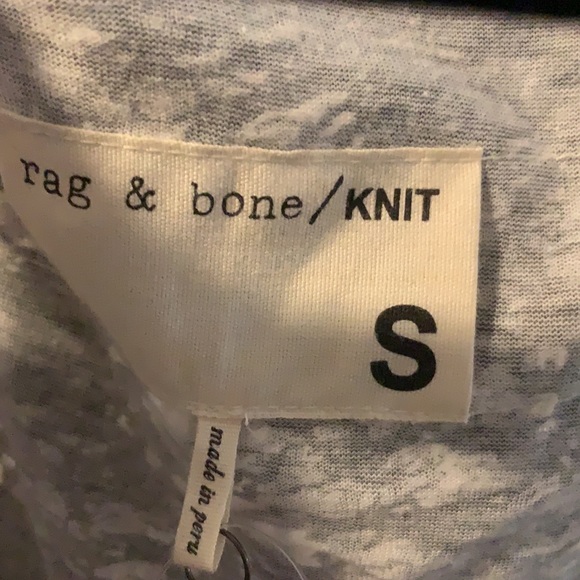 rag & bone/KNIT
S
made in peru